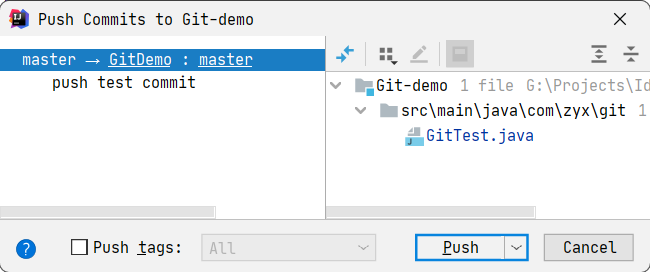 Push Commits to Git-demo
master → GitDemo : master
push test commit
Git-demo 1 file G:\Projects\Id
src\main\java\com\zyx\git 1
GitTest.java
? Push tags: All Push Cancel